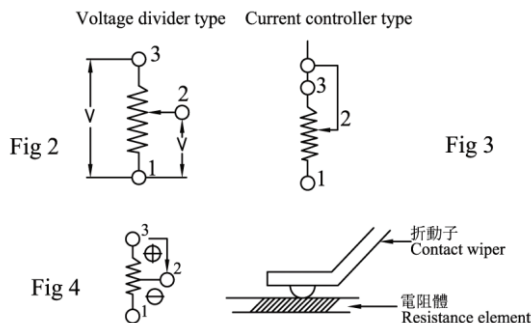 Voltage divider type
Current controller type
3
2
1
V
V
Fig 2
3
2
1
Fig 3
3
2
1
⊕
⊖
Fig 4
折動子
Contact wiper
電阻體
Resistance element